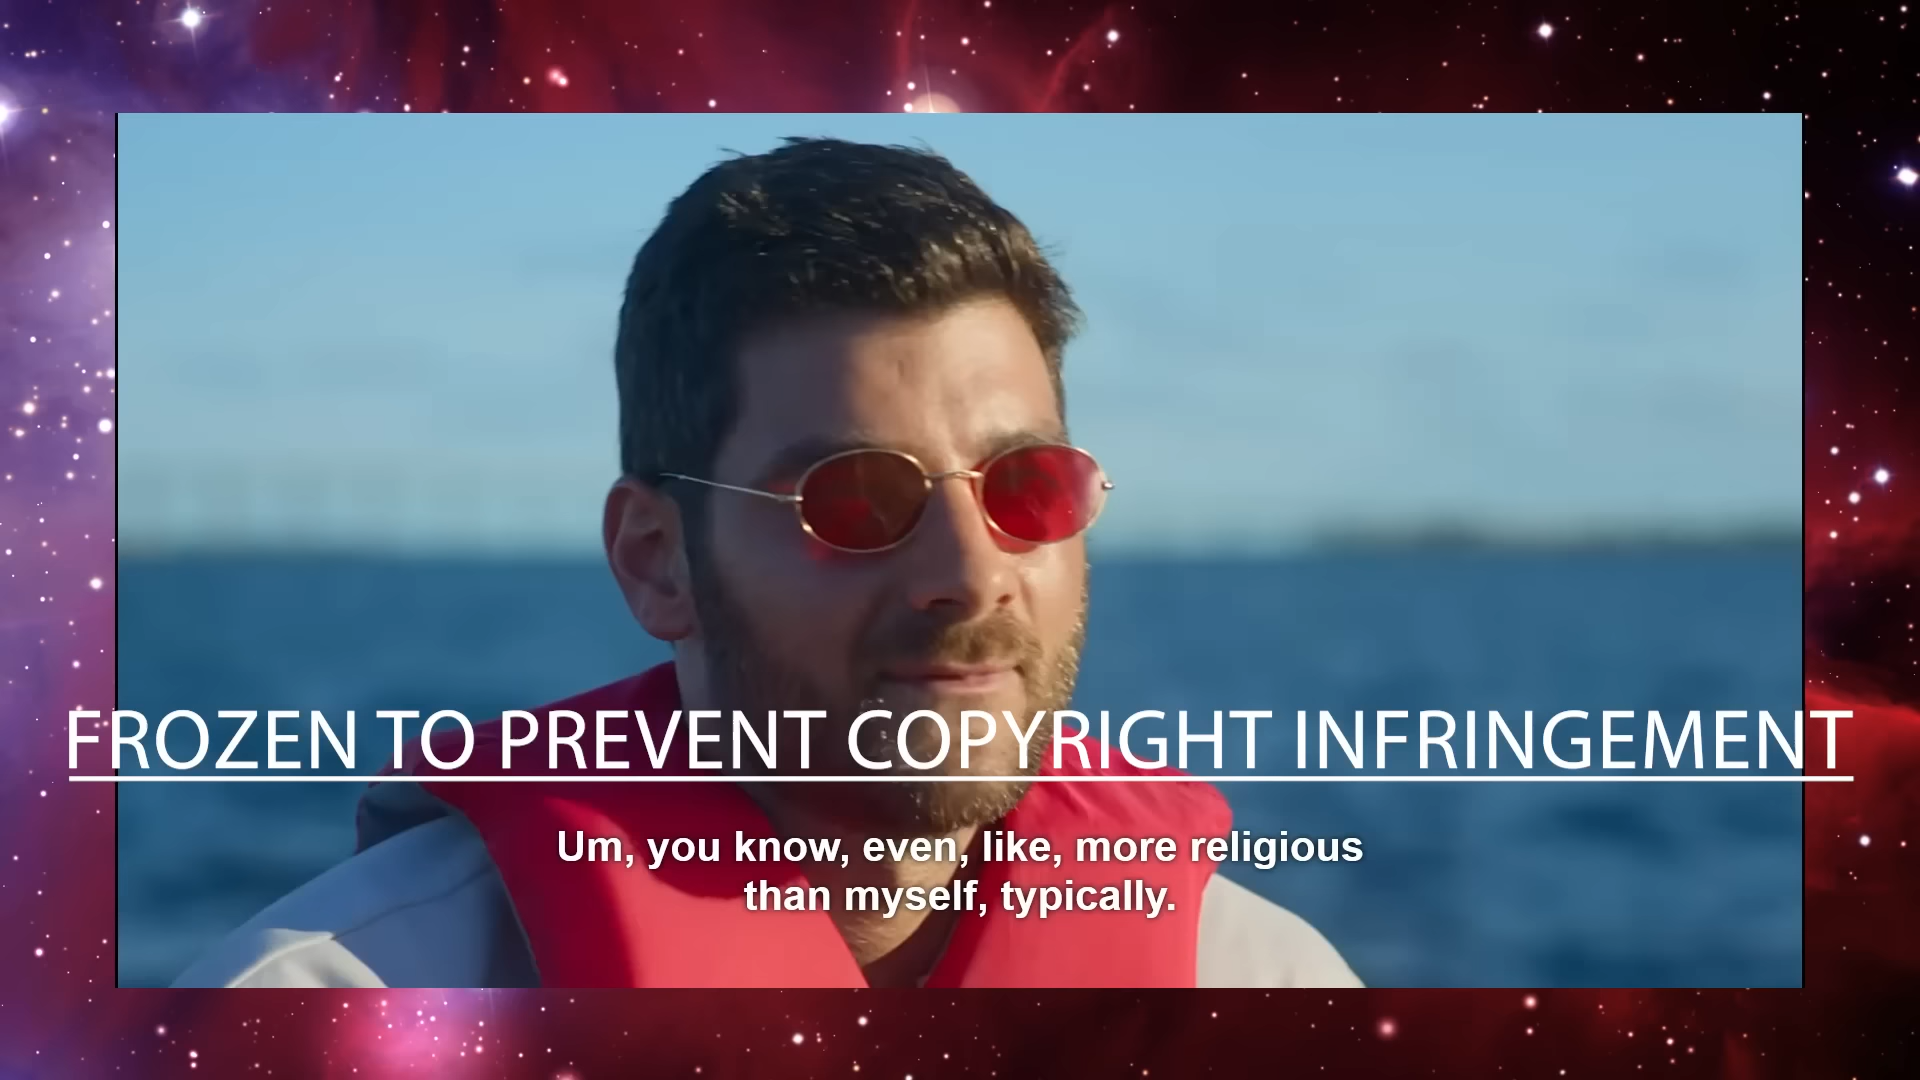 FROZEN TO PREVENT COPYRIGHT INFRINGEMENT
Um, you know, even, like, more religious
than myself, typically.